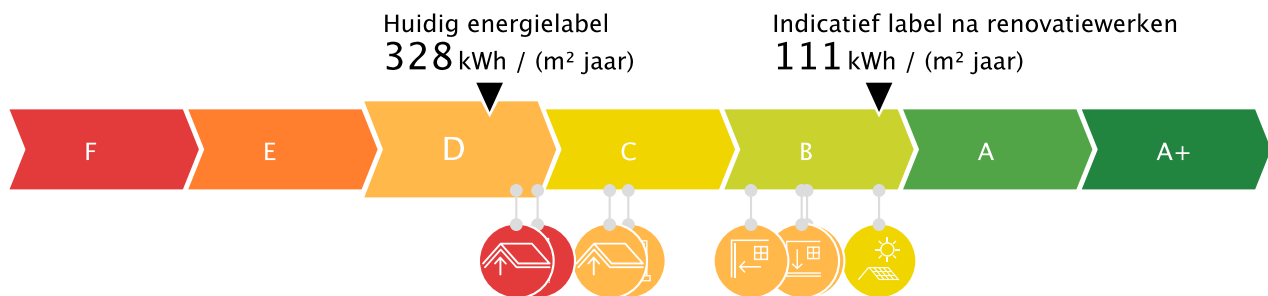 Huidig energielabel
328 kWh / (m² jaar)
Indicatief label na renovatiewerken
111 kWh / (m² jaar)
F
E
D
C
B
A
A+